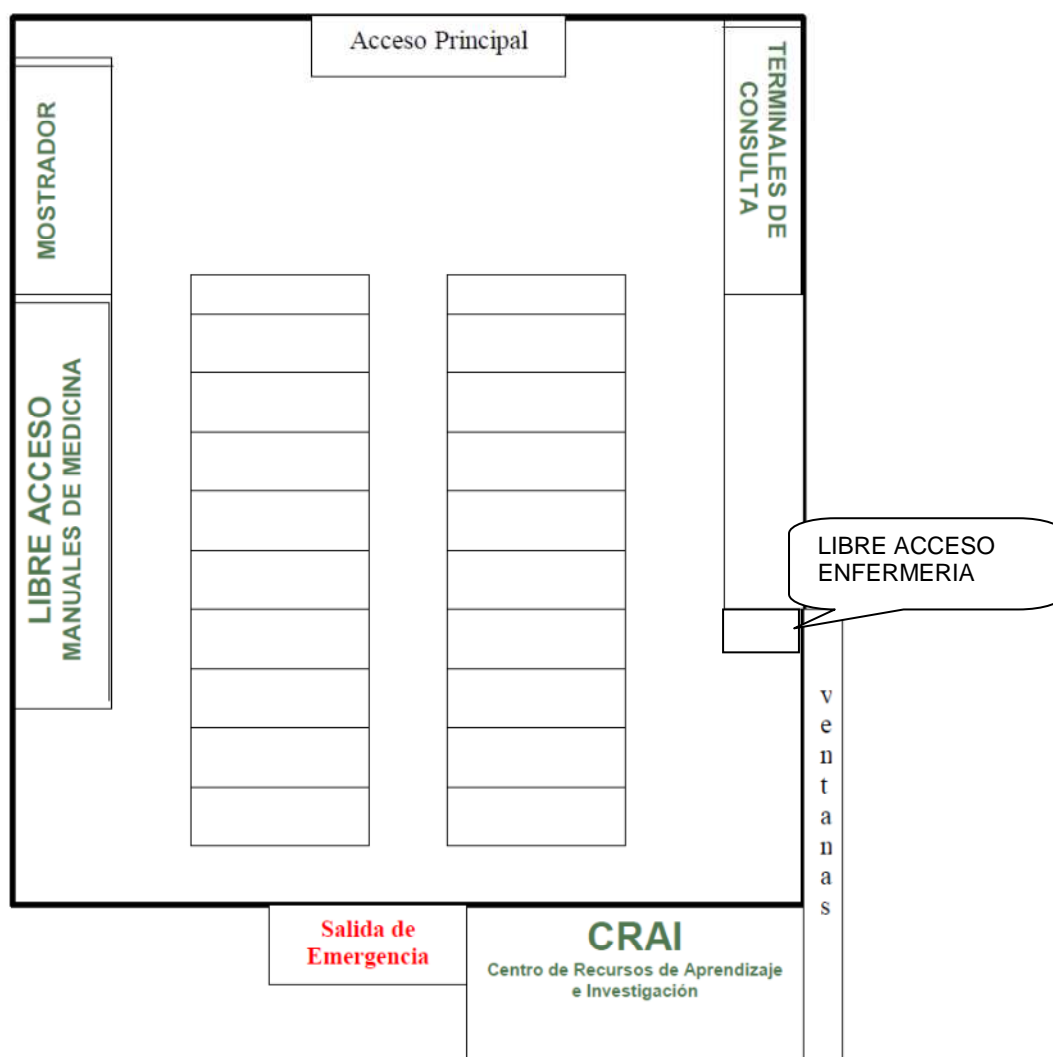 Acceso Principal
MOSTRADOR
TERMINALES DE
CONSULTA
LIBRE ACCESO
MANUALES DE MEDICINA
LIBRE ACCESO
ENFERMERIA
ventanas
Salida de
Emergencia
CRAI
Centro de Recursos de Aprendizaje
e Investigación